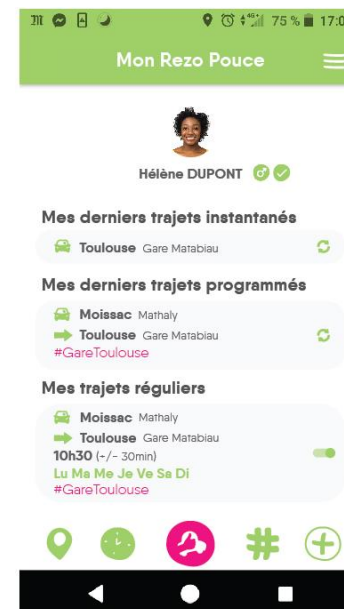 75 % 17:0
Mon Rezo Pouce
Hélène DUPONT
Mes derniers trajets instantanés
Toulouse Gare Matabiau
Mes derniers trajets programmés
Moissac Mathaly
Toulouse Gare Matabiau
#GareToulouse
Mes trajets réguliers
Moissac Mathaly
Toulouse Gare Matabiau
10h30 (+/- 30min)
Lu Ma Me Je Ve Sa Di
#GareToulouse